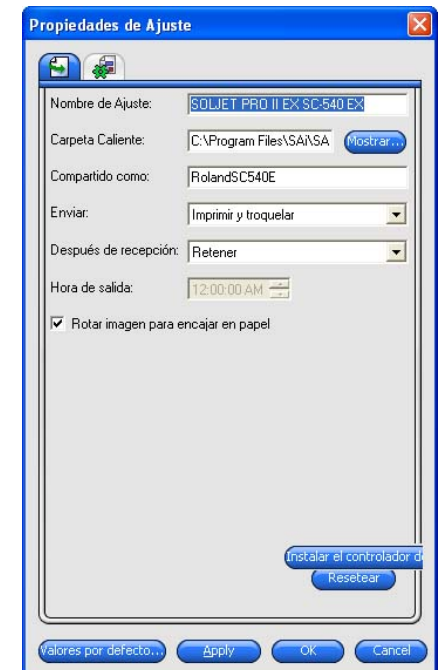 Propiedades de Ajuste
Nombre de Ajuste: SOLJET PRO II EX SC-540 EX
Carpeta Caliente: C:\Program Files\SAi\SA Mostrar...
Compartido como: RolandSC540E
Enviar: Imprimir y troquelar
Después de recepción: Retener
Hora de salida: 12:00:00 AM
Rotar imagen para encajar en papel
Instalar el controlador d
Resetear
Valores por defecto... Apply OK Cancel